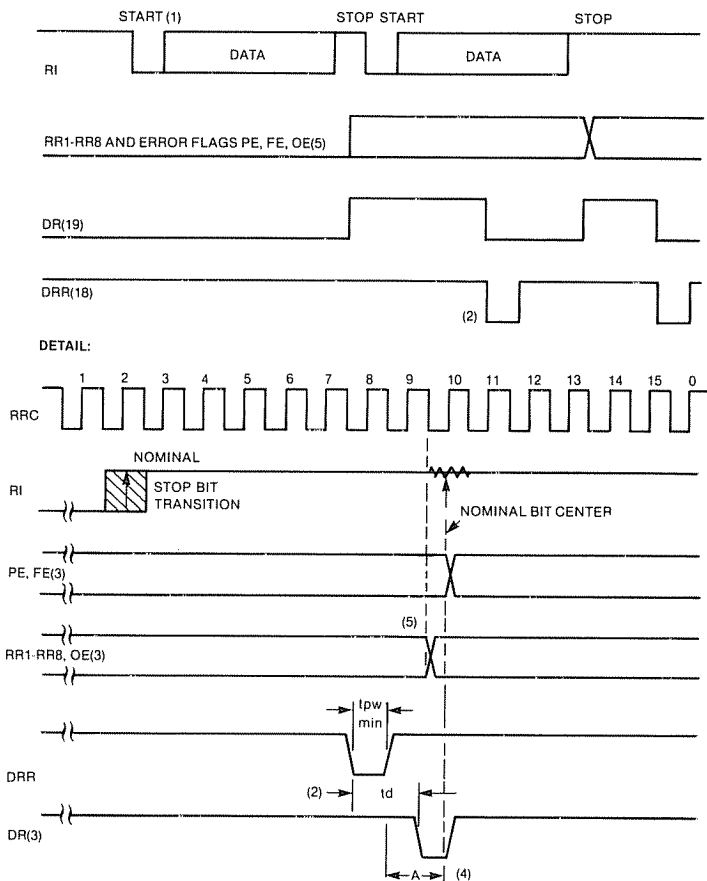 START (1) STOP START STOP
DATA DATA
RI
RR1-RR8 AND ERROR FLAGS PE, FE, OE(5)
DR(19)
DRR(18)
(2)
DETAIL:
1 2 3 4 5 6 7 8 9 10 11 12 13 14 15 0
RRC
NOMINAL
RI
STOP BIT
TRANSITION
NOMINAL BIT CENTER
PE, FE(3)
(5)
RR1-RR8, OE(3)
tpw
min
DRR
(2) td
DR(3)
A (4)